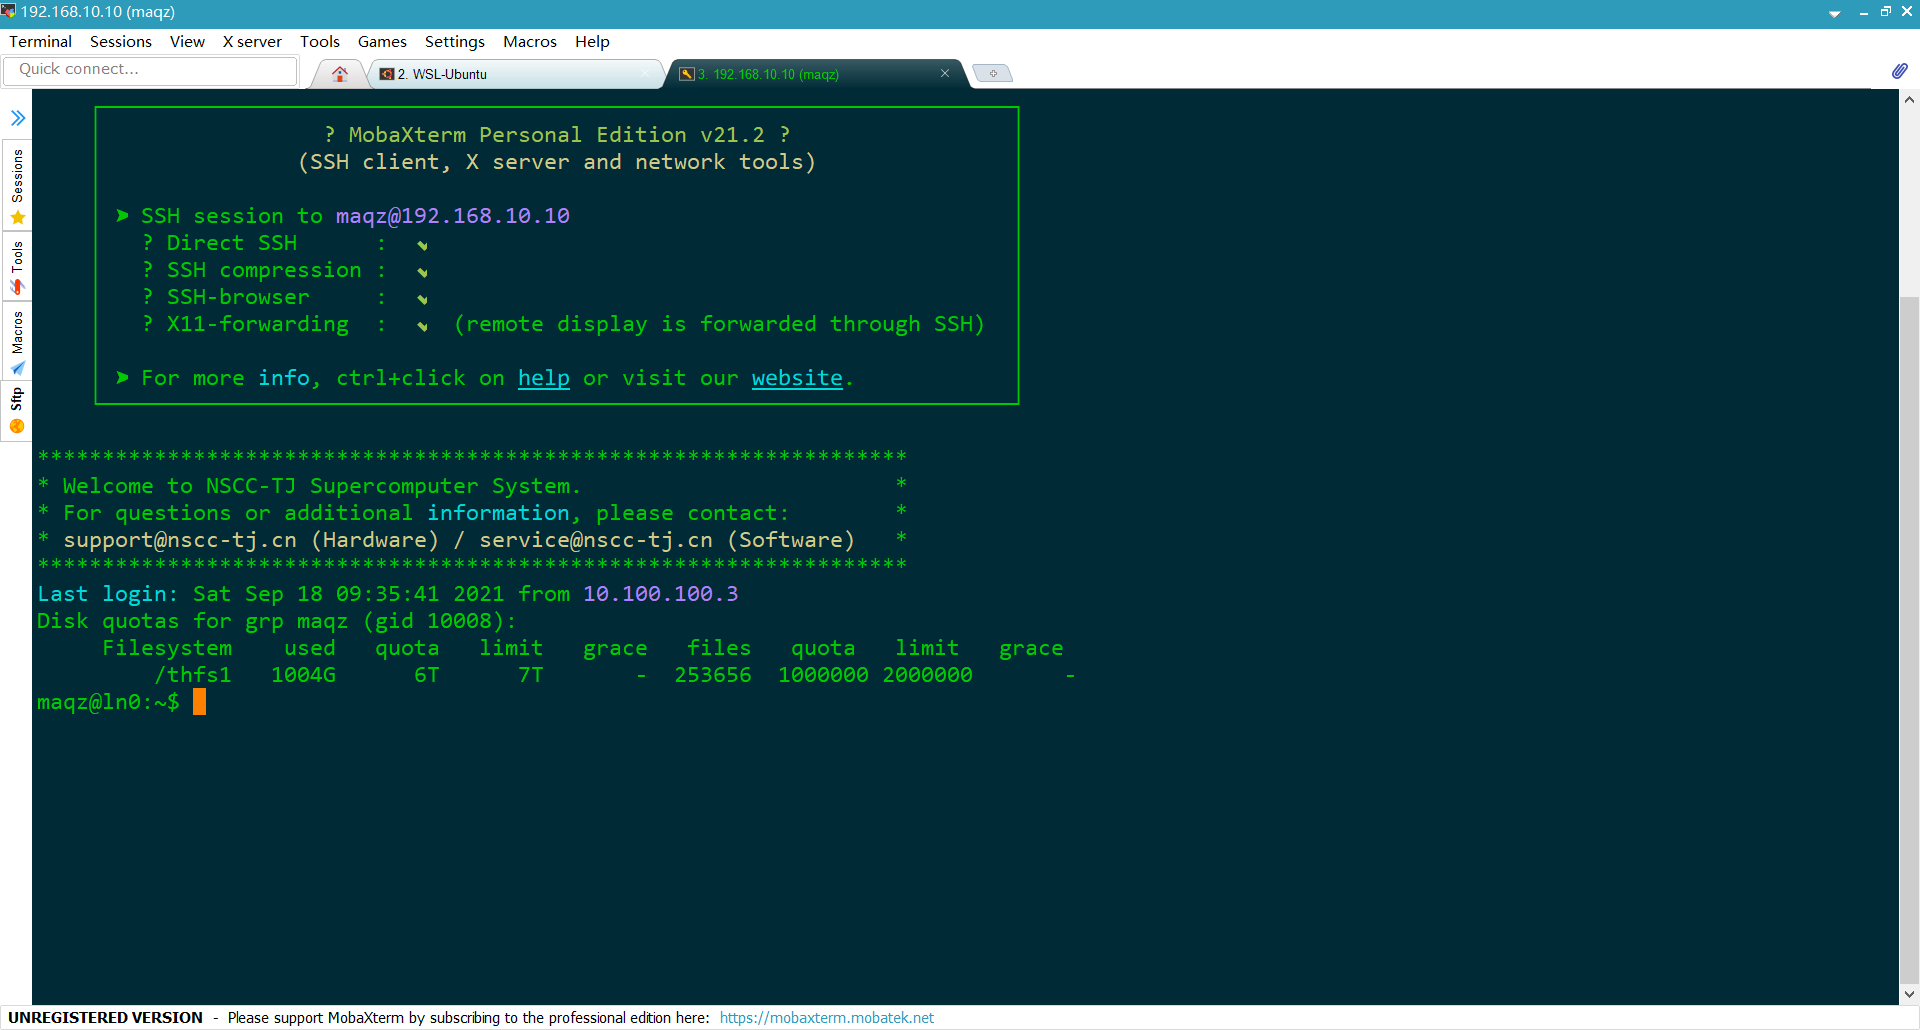 192.168.10.10 (maqz)
Terminal Sessions View X server Tools Games Settings Macros Help
Quick connect...
2. WSL-Ubuntu
3. 192.168.10.10 (maqz)
Sessions
Tools
Macros
Sftp
? MobaXterm Personal Edition v21.2 ?
(SSH client, X server and network tools)
➤ SSH session to maqz@192.168.10.10
? Direct SSH : ✔
? SSH compression : ✔
? SSH-browser : ✔
? X11-forwarding : ✔ (remote display is forwarded through SSH)
➤ For more info, ctrl+click on help or visit our website.
*******************************************************************
* Welcome to NSCC-TJ Supercomputer System. *
* For questions or additional information, please contact: *
* support@nscc-tj.cn (Hardware) / service@nscc-tj.cn (Software) *
*******************************************************************
Last login: Sat Sep 18 09:35:41 2021 from 10.100.100.3
Disk quotas for grp maqz (gid 10008):
Filesystem used quota limit grace files quota limit grace
/thfs1 1004G 6T 7T - 253656 1000000 2000000 -
maqz@ln0:~$
UNREGISTERED VERSION - Please support MobaXterm by subscribing to the professional edition here: https://mobaxterm.mobatek.net